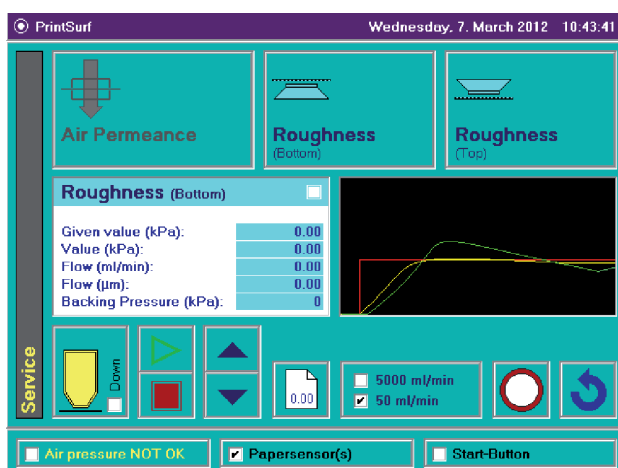 PrintSurf Wednesday, 7. March 2012 10:43:41
Air Permeance
Roughness
(Bottom)
Roughness
(Top)
Service
Roughness (Bottom)
Given value (kPa): 0.00
Value (kPa): 0.00
Flow (ml/min): 0.00
Flow (µm): 0.00
Backing Pressure (kPa): 0
Down
0.00
5000 ml/min
50 ml/min
Air pressure NOT OK
Papersensor(s)
Start-Button